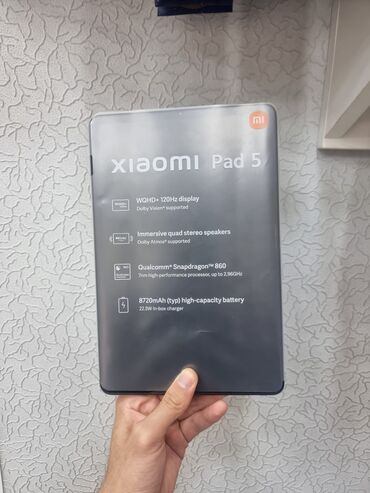 mi
xiaomi Pad 5
WQHD+ 120Hz display
Dolby Vision® supported
Immersive quad stereo speakers
Dolby Atmos® supported
Qualcomm® Snapdragon™ 860
7nm high-performance processor, up to 2.96GHz
8720mAh (typ) high-capacity battery
22.5W in-box charger